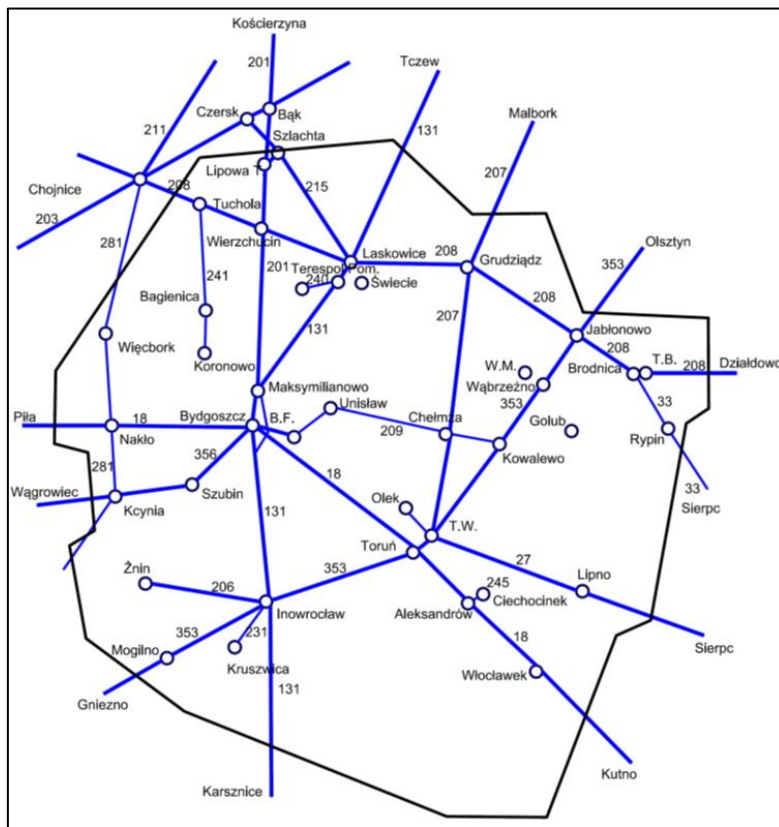 Kościerzyna
201
Tczew
Czersk
Bąk
Malbork
211
Szlachta
131
Lipowa T.
Chojnice
208
215
207
203
Tuchola
Wierzchucin
Olsztyn
281
Laskowice
208
Grudziądz
353
201
Terespol Pom.
241
240
Świecie
Bagienica
207
208
131
Jabłonowo
Więcbork
208
T.B.
208
Działdowo
Koronowo
W.M.
Wąbrzeźno
Brodnica
Maksymilianowo
353
33
Unisław
Piła
18
Bydgoszcz
B.F.
Chełmża
Golub
Nakło
209
Rypin
Kowalewo
356
281
18
33
Wągrowiec
Szubin
Sierpc
Kcynia
Olek
131
T.W.
Toruń
27
Żnin
353
206
245
Lipno
Ciechocinek
Inowrocław
Aleksandrów
353
231
18
Mogilno
Sierpc
Kruszwica
Włocławek
Gniezno
131
Kutno
Karsznice